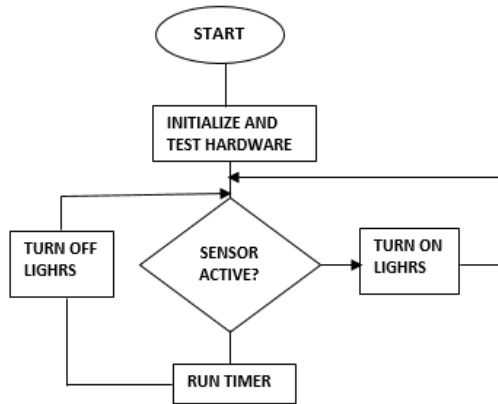 START
INITIALIZE AND
TEST HARDWARE
TURN OFF
LIGHRS
SENSOR
ACTIVE?
TURN ON
LIGHRS
RUN TIMER